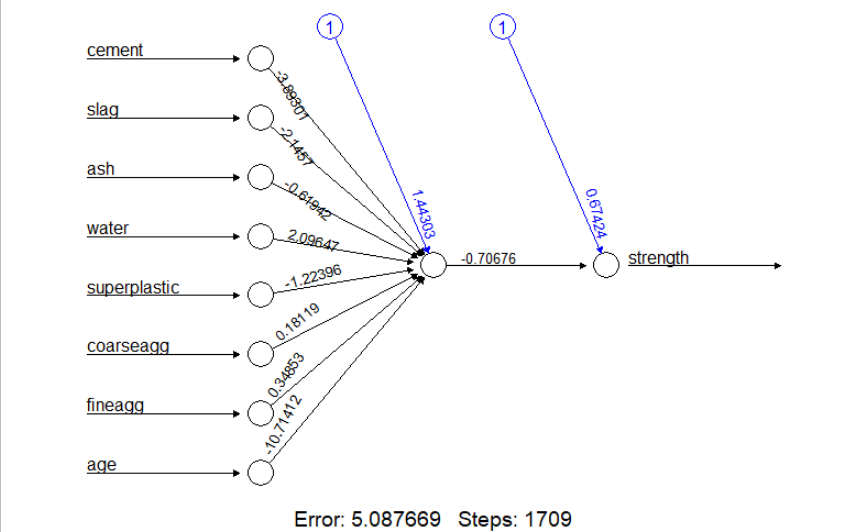 1
1
cement
-3.89301
slag
-2.1457
ash
-0.61942
1.44303
0.67424
water
2.09647
-0.70676
strength
superplastic
-1.22396
coarseagg
0.18119
fineagg
0.34853
age
-10.71412
Error: 5.087669 Steps: 1709